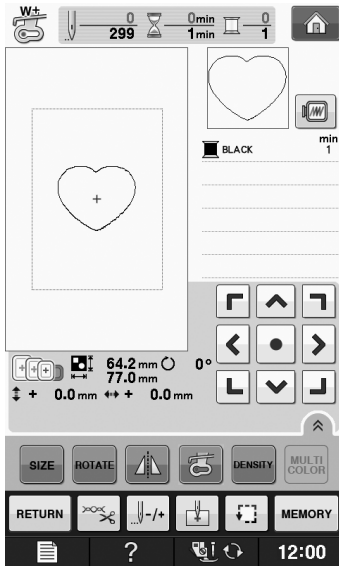 W+
0 0min 0
299 1min 1
min
BLACK 1
64.2 mm 0°
77.0 mm
+ 0.0 mm + 0.0 mm
SIZE ROTATE DENSITY MULTI COLOR
RETURN -/+ MEMORY
? 12:00